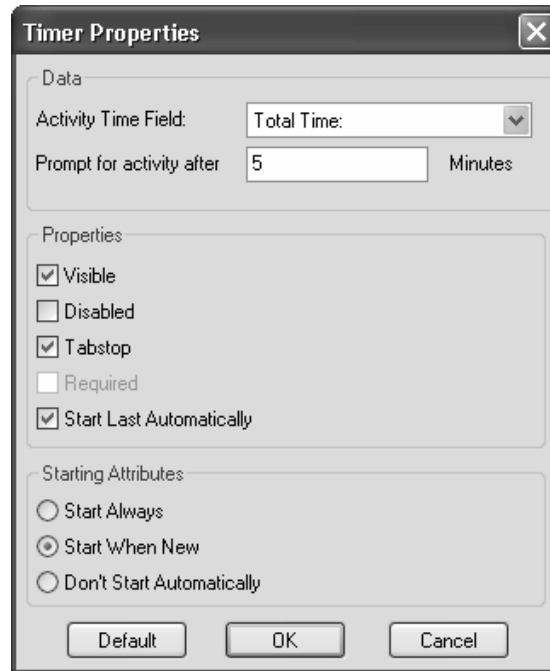 Timer Properties
Data
Activity Time Field: Total Time:
Prompt for activity after 5 Minutes
Properties
Visible
Disabled
Tabstop
Required
Start Last Automatically
Starting Attributes
Start Always
Start When New
Don't Start Automatically
Default OK Cancel